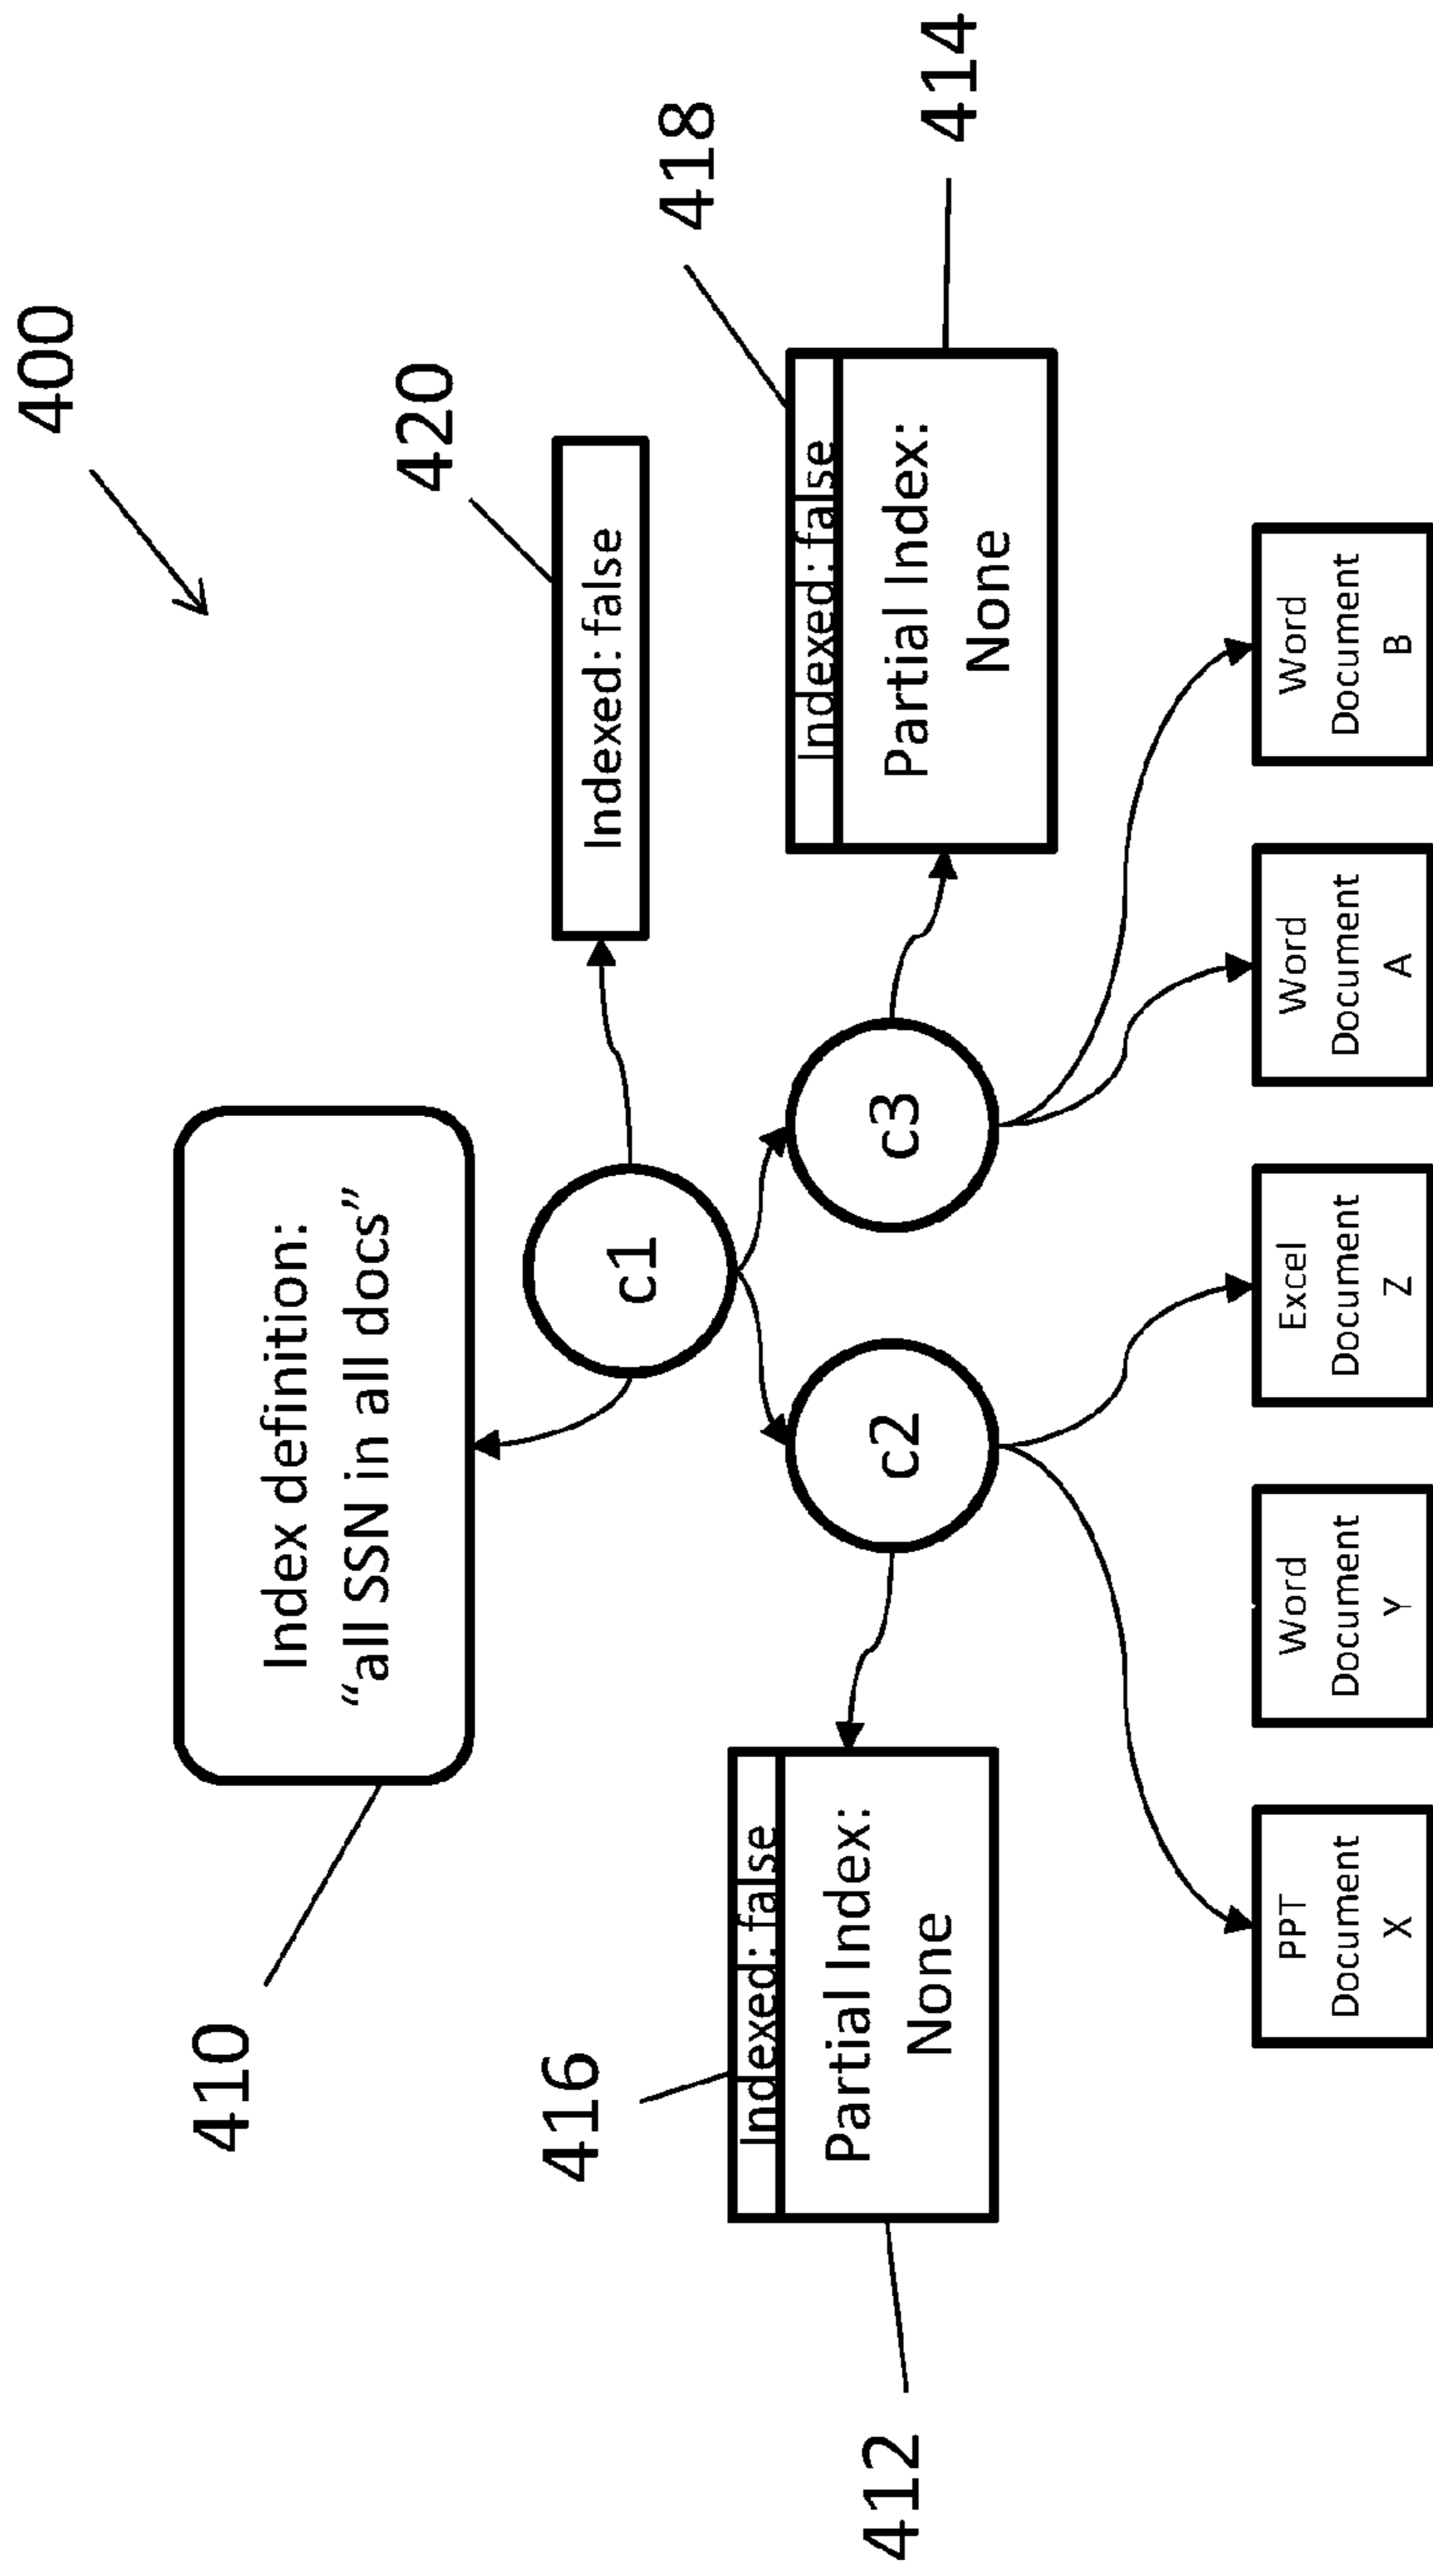 400
410
Index definition:
“all SSN in all docs”
420
Indexed: false
c1
416
Indexed: false
Partial Index:
None
412
418
Indexed: false
Partial Index:
None
414
c2
c3
PPT
Document
X
Word
Document
Y
Excel
Document
Z
Word
Document
A
Word
Document
B